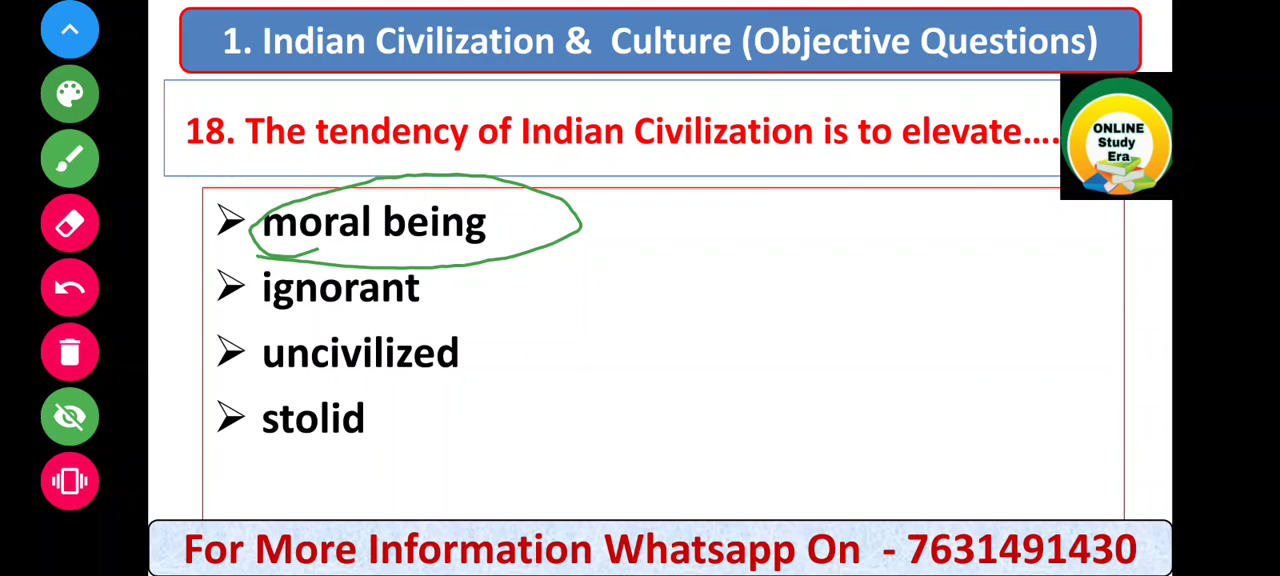 1. Indian Civilization & Culture (Objective Questions)
18. The tendency of Indian Civilization is to elevate....
ONLINE
Study
Era
➢ moral being
➢ ignorant
➢ uncivilized
➢ stolid
For More Information Whatsapp On - 7631491430